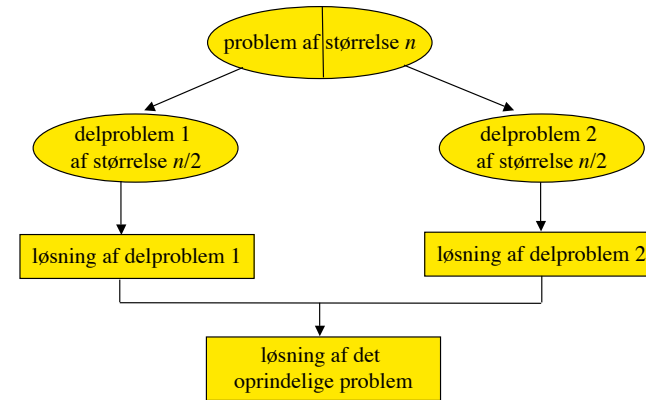 problem af størrelse n
delproblem 1
af størrelse n/2
delproblem 2
af størrelse n/2
løsning af delproblem 1
løsning af delproblem 2
løsning af det
oprindelige problem